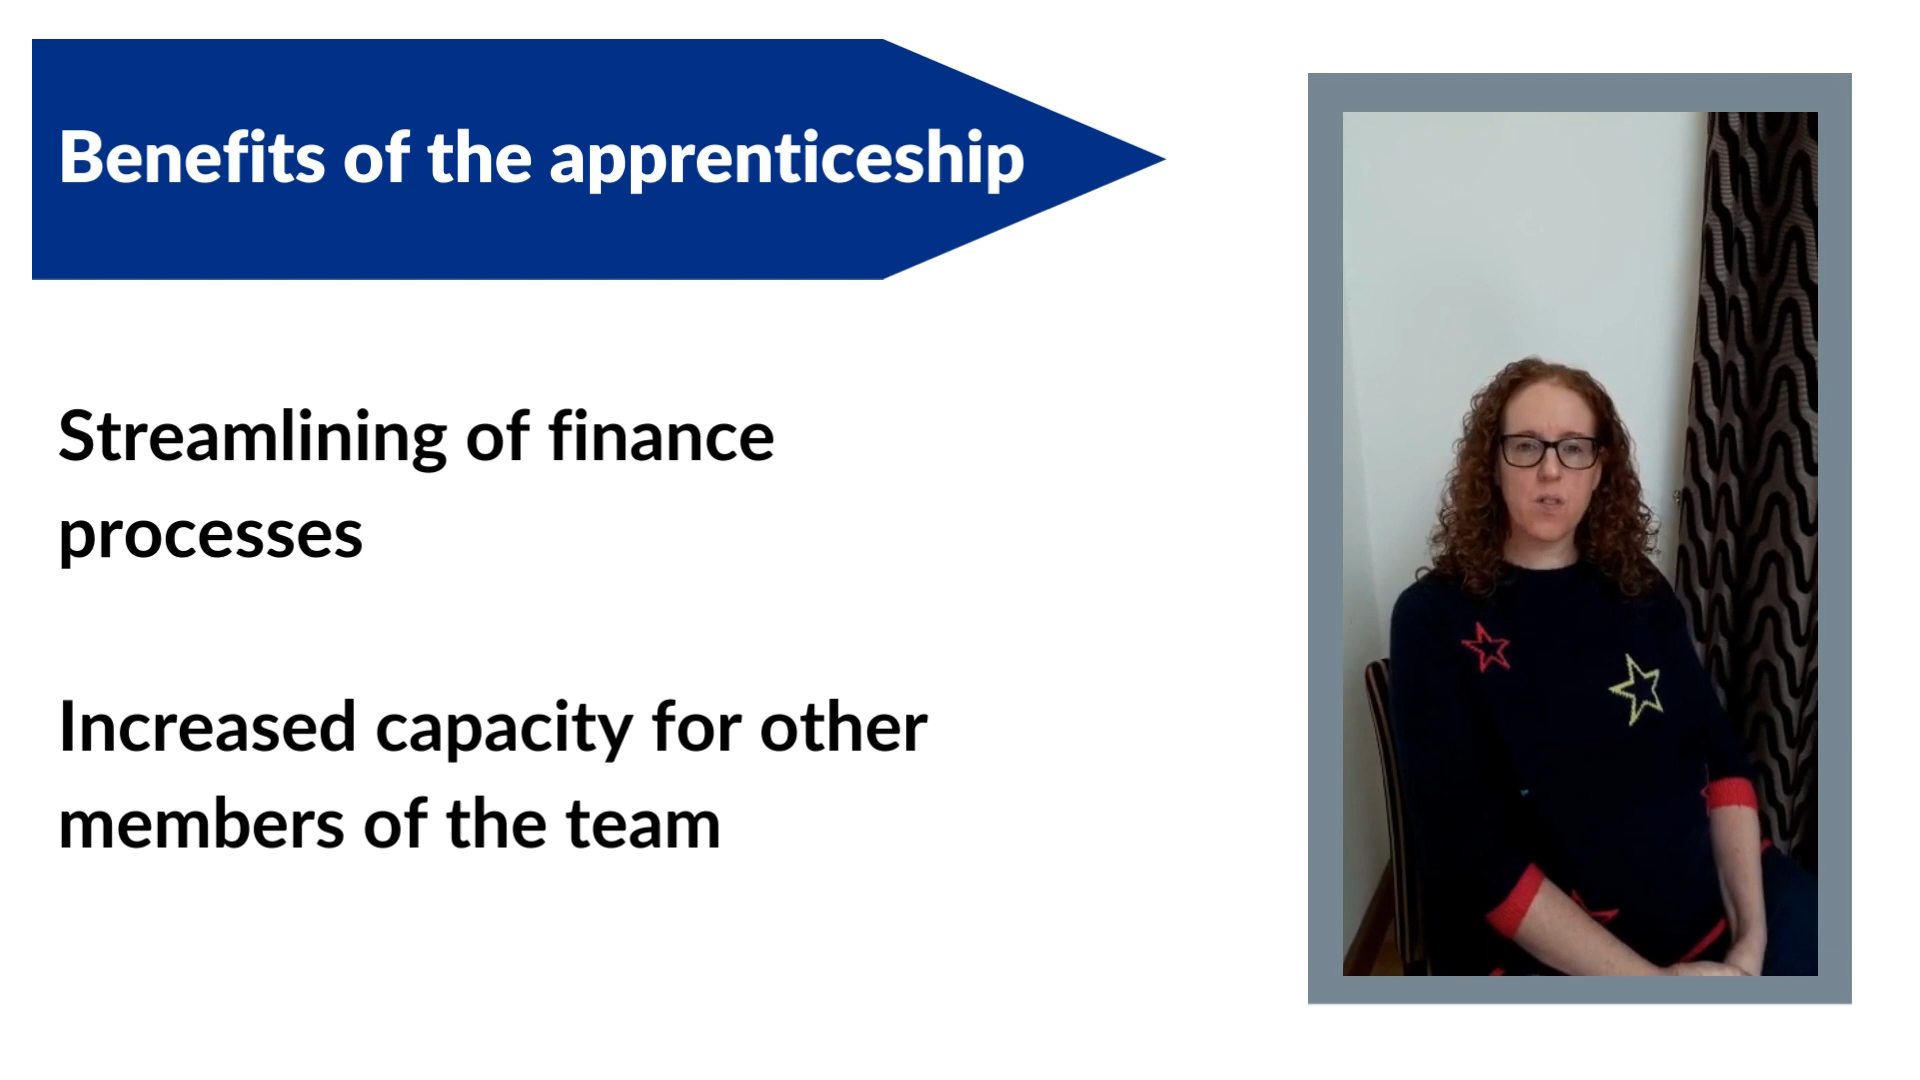 Benefits of the apprenticeship
Streamlining of finance
processes
Increased capacity for other
members of the team